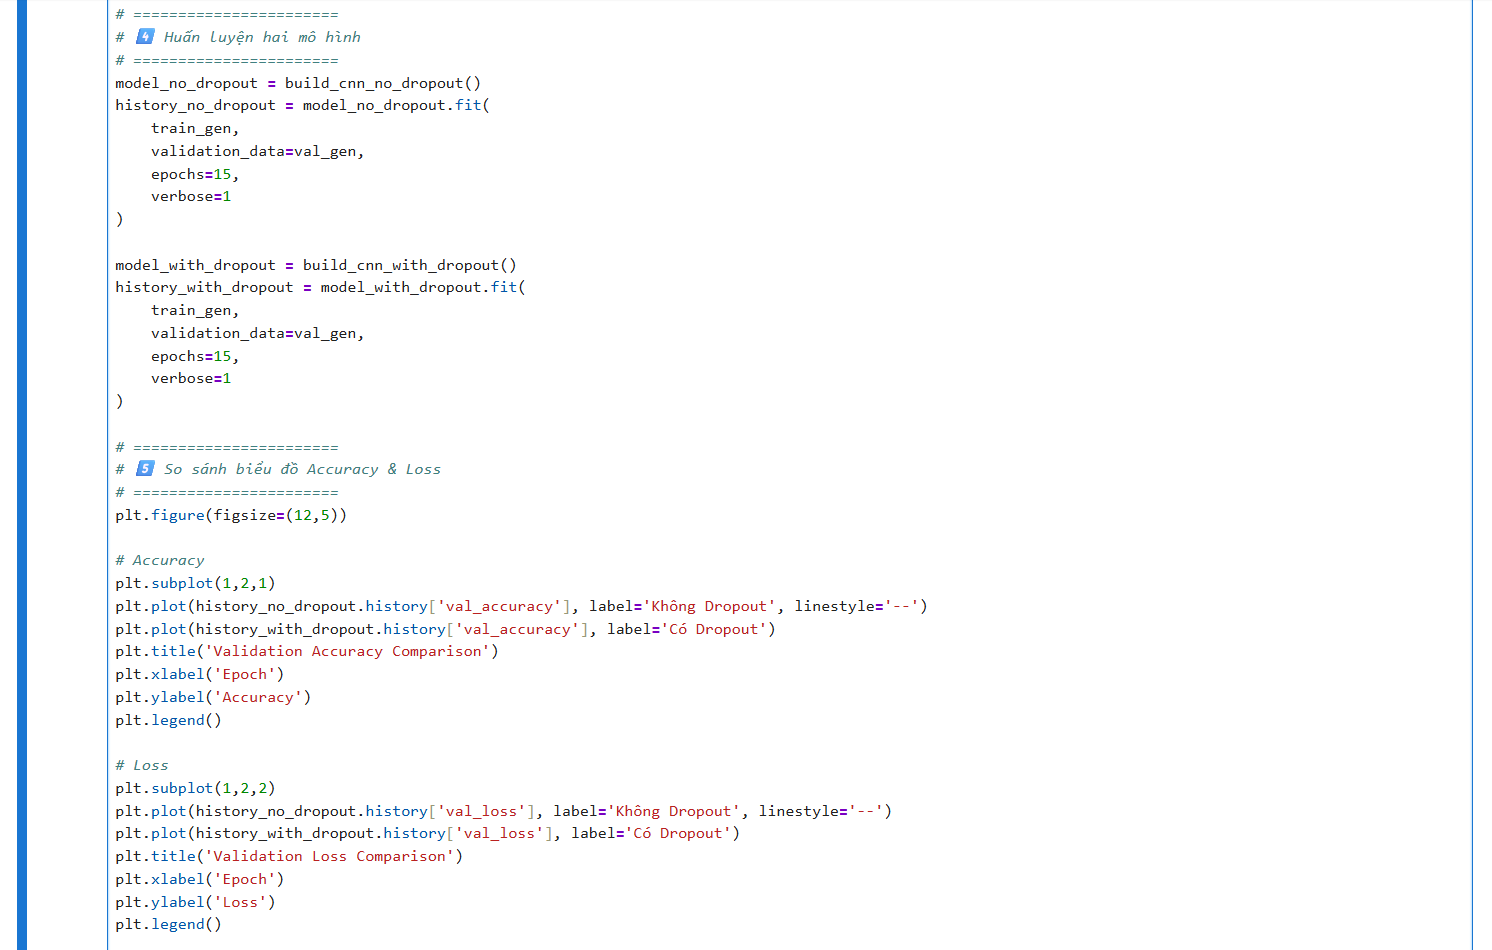 # =======================
# 4️⃣ Huấn luyện hai mô hình
# =======================
model_no_dropout = build_cnn_no_dropout()
history_no_dropout = model_no_dropout.fit(
    train_gen,
    validation_data=val_gen,
    epochs=15,
    verbose=1
)

model_with_dropout = build_cnn_with_dropout()
history_with_dropout = model_with_dropout.fit(
    train_gen,
    validation_data=val_gen,
    epochs=15,
    verbose=1
)

# =======================
# 5️⃣ So sánh biểu đồ Accuracy & Loss
# =======================
plt.figure(figsize=(12,5))

# Accuracy
plt.subplot(1,2,1)
plt.plot(history_no_dropout.history['val_accuracy'], label='Không Dropout', linestyle='--')
plt.plot(history_with_dropout.history['val_accuracy'], label='Có Dropout')
plt.title('Validation Accuracy Comparison')
plt.xlabel('Epoch')
plt.ylabel('Accuracy')
plt.legend()

# Loss
plt.subplot(1,2,2)
plt.plot(history_no_dropout.history['val_loss'], label='Không Dropout', linestyle='--')
plt.plot(history_with_dropout.history['val_loss'], label='Có Dropout')
plt.title('Validation Loss Comparison')
plt.xlabel('Epoch')
plt.ylabel('Loss')
plt.legend()